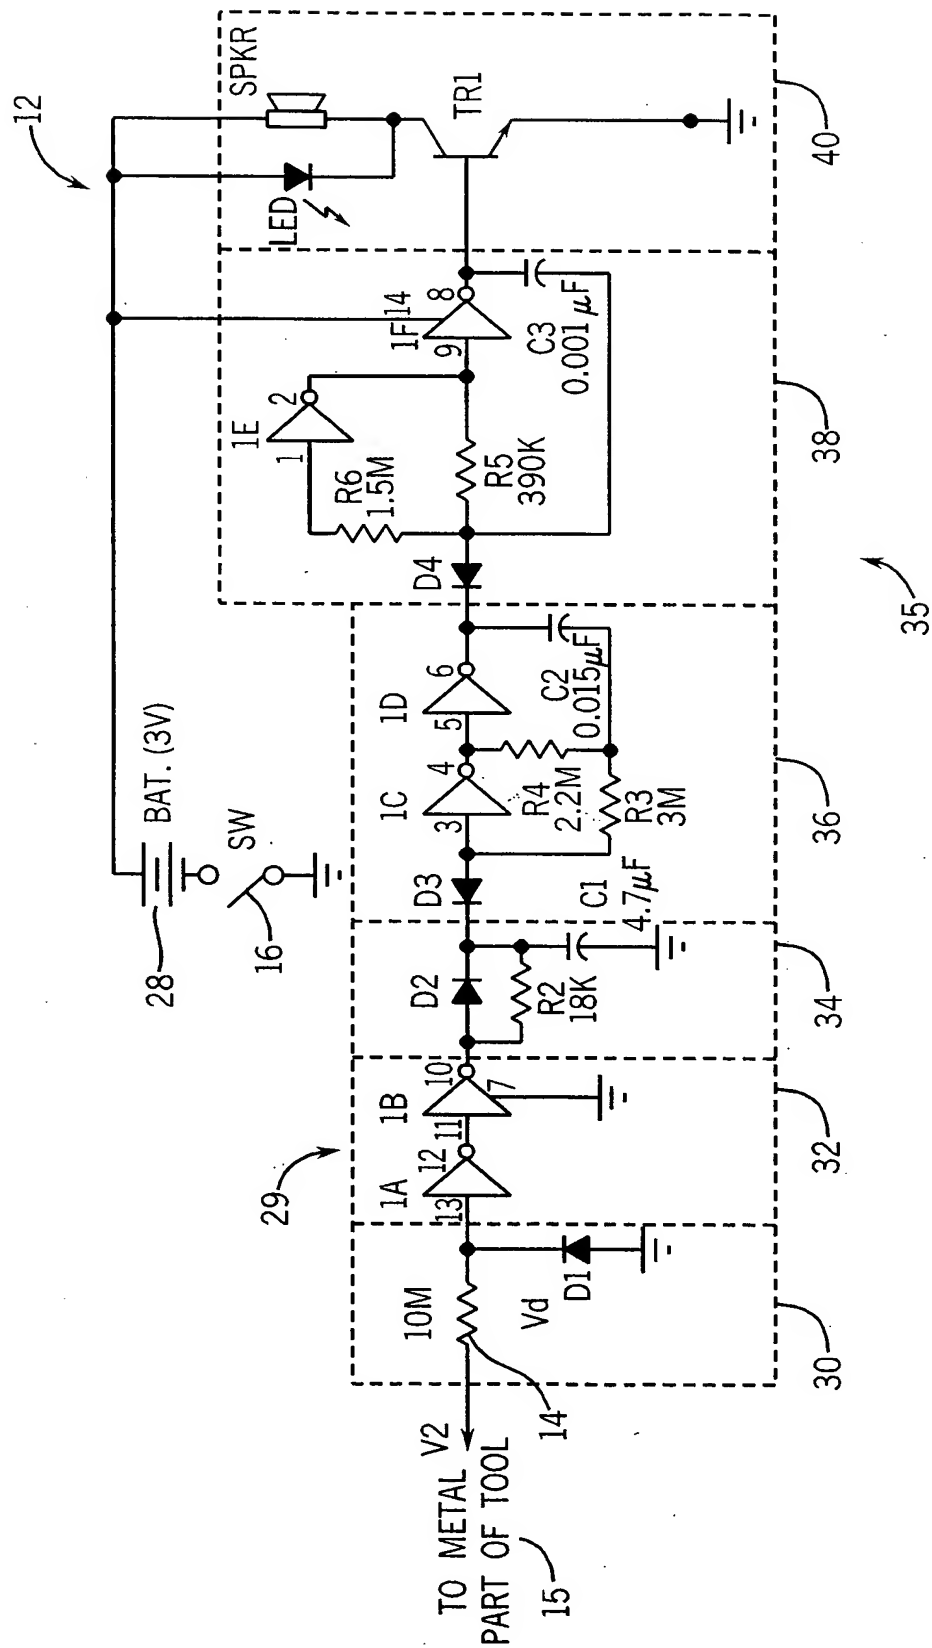 12
28
BAT. (3V)
SW
16
29
TO METAL
PART OF TOOL
15
V2
10M
14
Vd
D1
30
1A
13
12
11
1B
10
7
32
D2
R2
18K
C1
4.7μF
34
D3
1C
3
4
1D
5
6
R4
2.2M
R3
3M
C2
0.015μF
36
D4
R6
1.5M
1E
1
2
R5
390K
1F
14
9
8
C3
0.001 μF
38
LED
SPKR
TR1
40
35